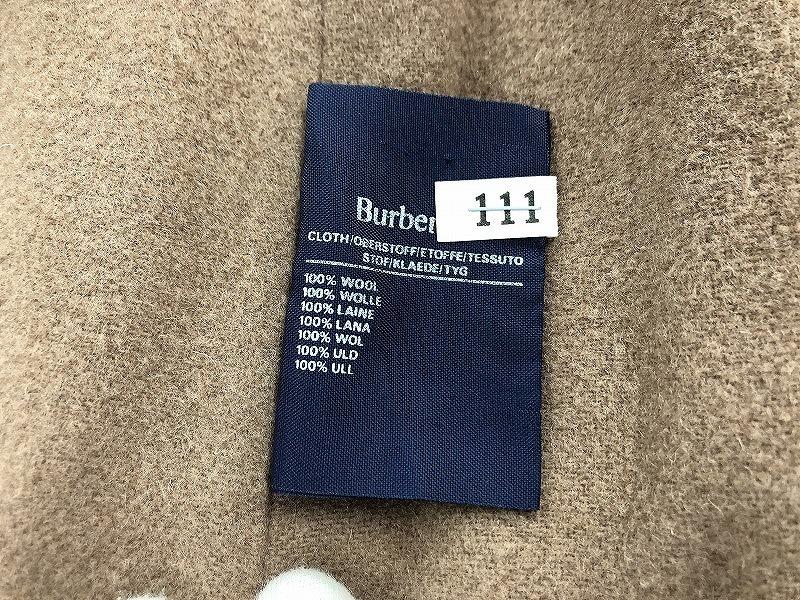 Burber
111
CLOTH/OBERSTOFF/ETOFFE/TESSUTO
STOF/KLAEDE/TYG
100% WOOL
100% WOLLE
100% LAINE
100% LANA
100% WOL
100% ULD
100% ULL